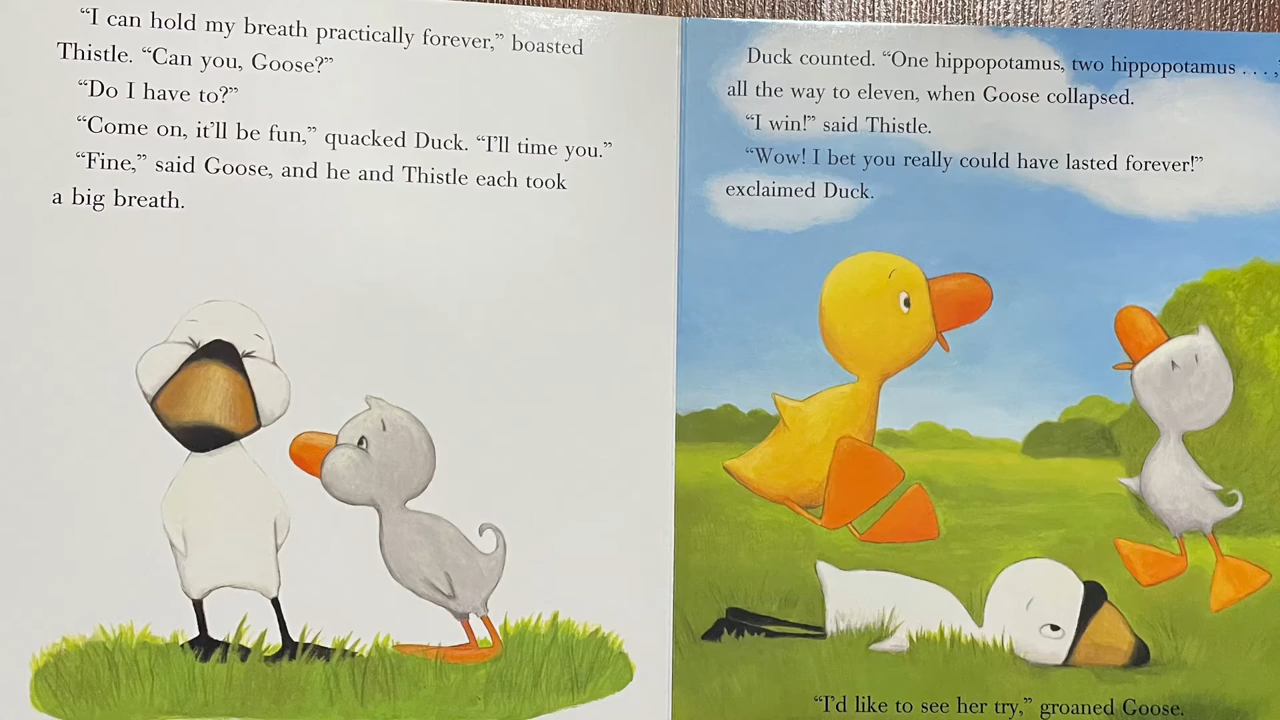 “I can hold my breath practically forever,” boasted
Thistle. “Can you, Goose?”
“Do I have to?”
“Come on, it’ll be fun,” quacked Duck. “I’ll time you.”
“Fine,” said Goose, and he and Thistle each took
a big breath.
Duck counted. “One hippopotamus, two hippopotamus . . . ,”
all the way to eleven, when Goose collapsed.
“I win!” said Thistle.
“Wow! I bet you really could have lasted forever!”
exclaimed Duck.
“I’d like to see her try,” groaned Goose.